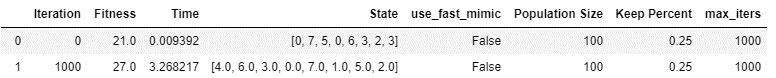 Iteration Fitness Time State use_fast_mimic Population Size Keep Percent max_iters
0 0 21.0 0.009392 [0, 7, 5, 0, 6, 3, 2, 3] False 100 0.25 1000
1 1000 27.0 3.268217 [4.0, 6.0, 3.0, 0.0, 7.0, 1.0, 5.0, 2.0] False 100 0.25 1000